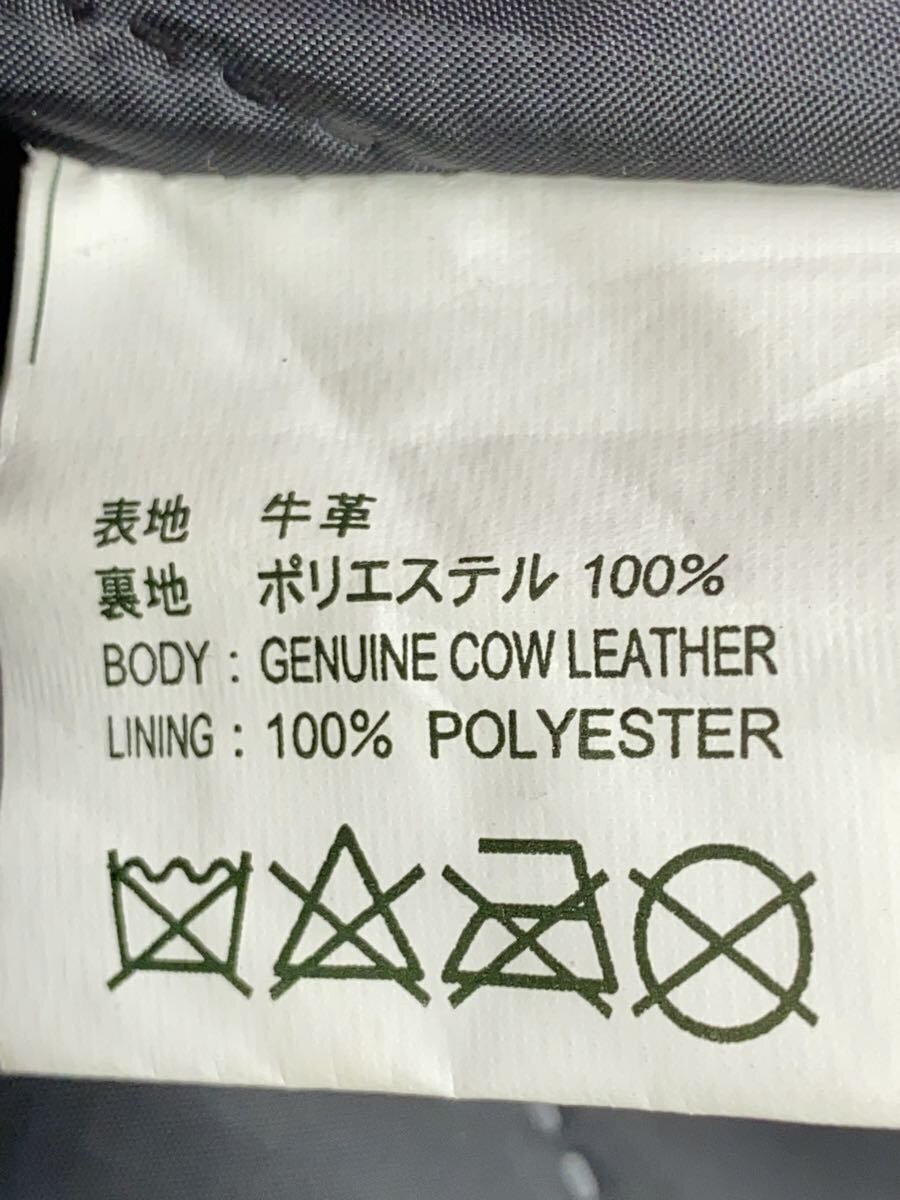 表地 牛革
裏地 ポリエステル 100%
BODY : GENUINE COW LEATHER
LINING : 100% POLYESTER